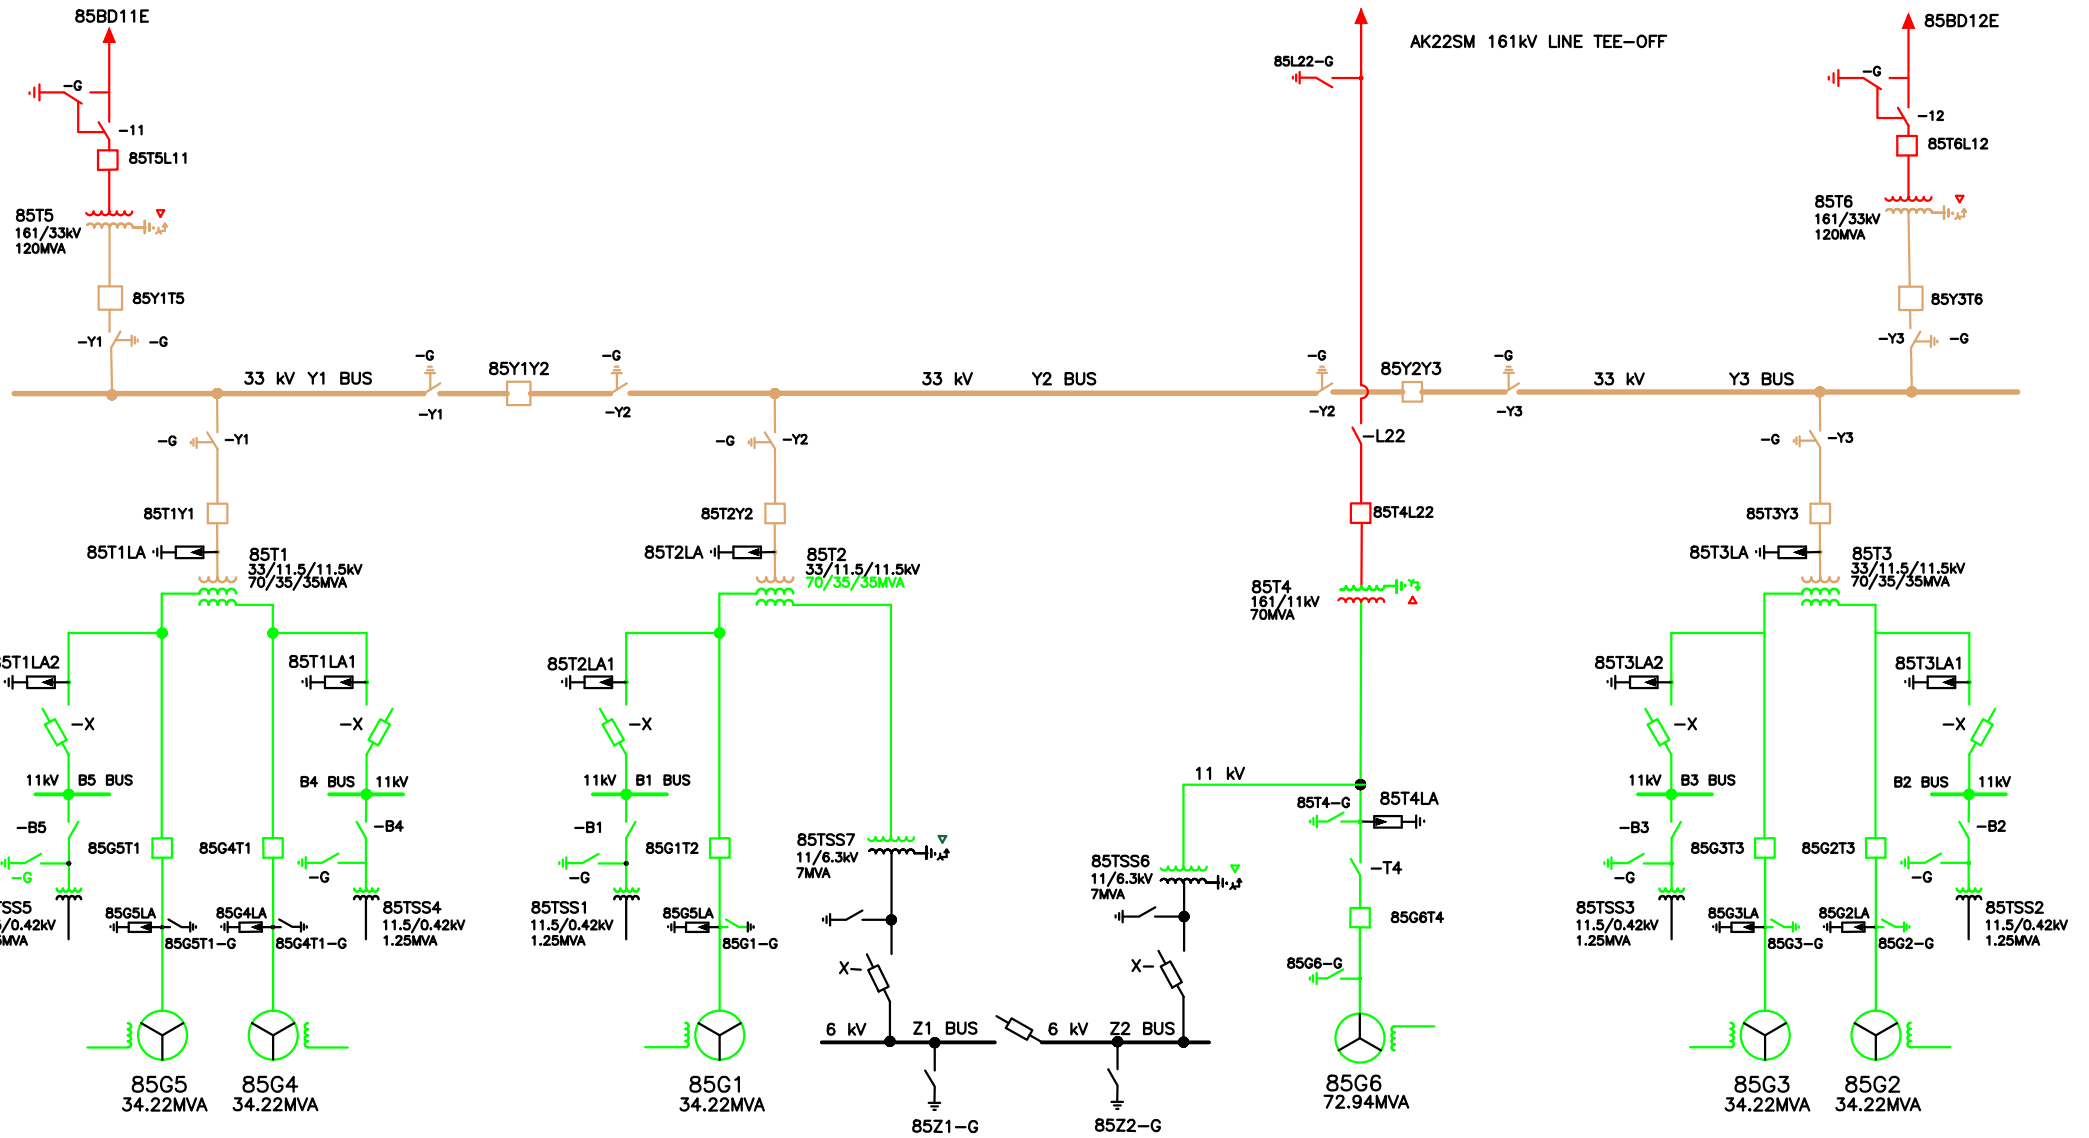 85BD11E
85BD12E
AK22SM 161kV LINE TEE-OFF
85L22-G
-G
-G
-11
-12
85T5L11
85T6L12
85T5
161/33kV
120MVA
85T6
161/33kV
120MVA
85Y1T5
85Y3T6
-Y1
-G
-Y3
-G
-G
85Y1Y2
-G
-G
85Y2Y3
-G
33 kV Y1 BUS
33 kV Y2 BUS
33 kV Y3 BUS
-Y1
-Y2
-Y2
-Y3
-G
-Y1
-G
-Y2
-L22
-G
-Y3
85T1Y1
85T2Y2
85T4L22
85T3Y3
85T1LA
85T1
33/11.5/11.5kV
70/35/35MVA
85T2LA
85T2
33/11.5/11.5kV
70/35/35MVA
85T4
161/11kV
70MVA
85T3LA
85T3
33/11.5/11.5kV
70/35/35MVA
85T1LA2
85T1LA1
85T2LA1
85T3LA2
85T3LA1
-X
-X
-X
-X
-X
11kV B5 BUS
B4 BUS 11kV
11kV B1 BUS
11 kV
11kV B3 BUS
B2 BUS 11kV
85T4-G
85T4LA
-B5
85G5T1
85G4T1
-B4
-B1
85G1T2
-B3
85G3T3
85G2T3
-B2
85TSS7
11/6.3kV
7MVA
85TSS6
11/6.3kV
7MVA
-T4
-G
-G
-G
-G
-G
TSS5
5/0.42kV
5MVA
85G5LA
85G5T1-G
85G4LA
85G4T1-G
85TSS4
11.5/0.42kV
1.25MVA
85TSS1
11.5/0.42kV
1.25MVA
85G5LA
85G1-G
85G6T4
85TSS3
11.5/0.42kV
1.25MVA
85G3LA
85G3-G
85G2LA
85G2-G
85TSS2
11.5/0.42kV
1.25MVA
X-
X-
85G6-G
6 kV Z1 BUS
6 kV Z2 BUS
85G5
34.22MVA
85G4
34.22MVA
85G1
34.22MVA
85Z1-G
85Z2-G
85G6
72.94MVA
85G3
34.22MVA
85G2
34.22MVA